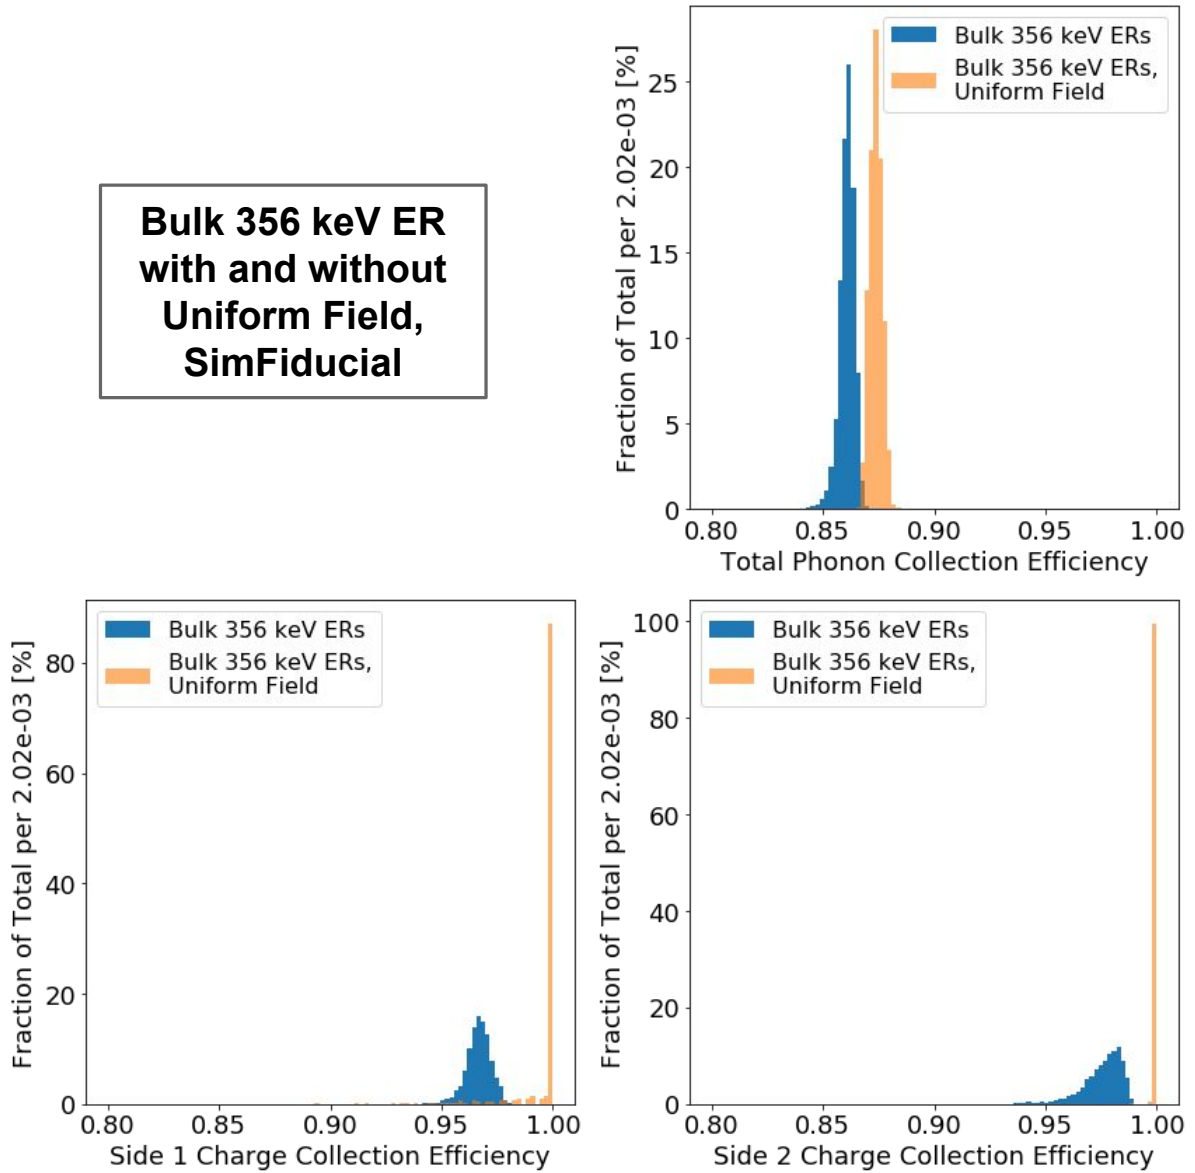 Bulk 356 keV ER
with and without
Uniform Field,
SimFiducial
Fraction of Total per 2.02e-03 [%]
25
20
15
10
5
0
Bulk 356 keV ERs
Bulk 356 keV ERs,
Uniform Field
0.80 0.85 0.90 0.95 1.00
Total Phonon Collection Efficiency
Fraction of Total per 2.02e-03 [%]
80
60
40
20
0
Bulk 356 keV ERs
Bulk 356 keV ERs,
Uniform Field
0.80 0.85 0.90 0.95 1.00
Side 1 Charge Collection Efficiency
Fraction of Total per 2.02e-03 [%]
100
80
60
40
20
0
Bulk 356 keV ERs
Bulk 356 keV ERs,
Uniform Field
0.80 0.85 0.90 0.95 1.00
Side 2 Charge Collection Efficiency